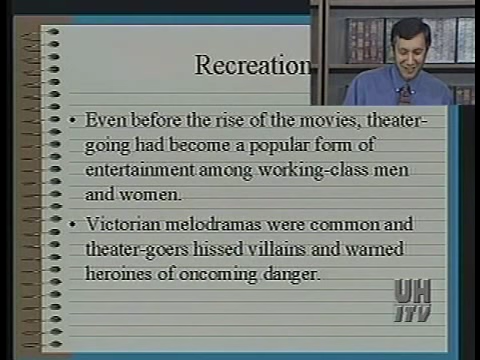 Recreation
• Even before the rise of the movies, theater-
going had become a popular form of
entertainment among working-class men
and women.
• Victorian melodramas were common and
theater-goers hissed villains and warned
heroines of oncoming danger.
UH
ITV